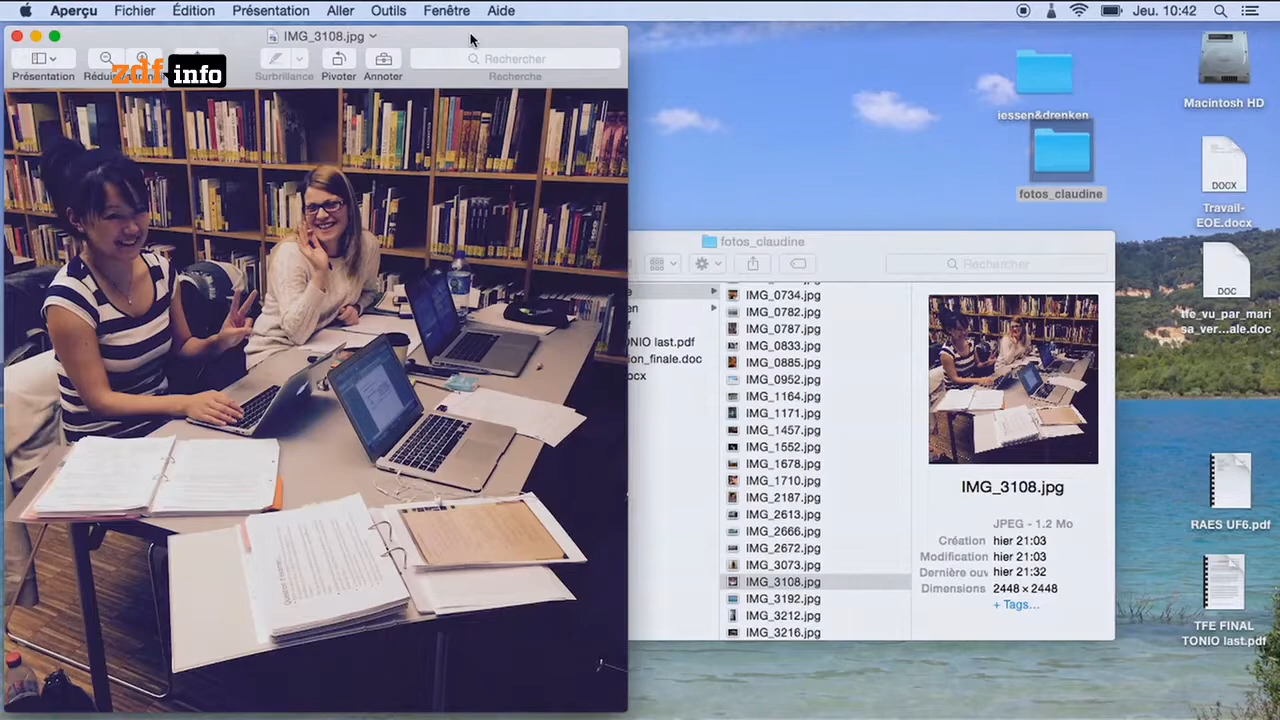 Aperçu Fichier Édition Présentation Aller Outils Fenêtre Aide Jeu. 10:42
IMG_3108.jpg
Rechercher
Présentation
Surbrillance Pivoter Annoter Recherche
zdf info
iessen&drenken
fotos_claudine
Macintosh HD
DOCX
Travail-
EOE.docx
DOC
sa_ver...ale.doc
RAES UF6.pdf
TFE FINAL
TONIO last.pdf
fotos_claudine
Rechercher
TONIO last.pdf
ion_finale.doc
IMG_0734.jpg
IMG_0782.jpg
IMG_0787.jpg
IMG_0833.jpg
IMG_0885.jpg
IMG_0952.jpg
IMG_1164.jpg
IMG_1171.jpg
IMG_1457.jpg
IMG_1552.jpg
IMG_1678.jpg
IMG_1710.jpg
IMG_2187.jpg
IMG_2613.jpg
IMG_2666.jpg
IMG_2672.jpg
IMG_3073.jpg
IMG_3108.jpg
IMG_3192.jpg
IMG_3212.jpg
IMG_3216.jpg
IMG_3108.jpg
JPEG - 1.2 Mo
Création hier 21:03
Modification hier 21:03
Dernière ouv hier 21:32
Dimensions 2448 × 2448
+ Tags...